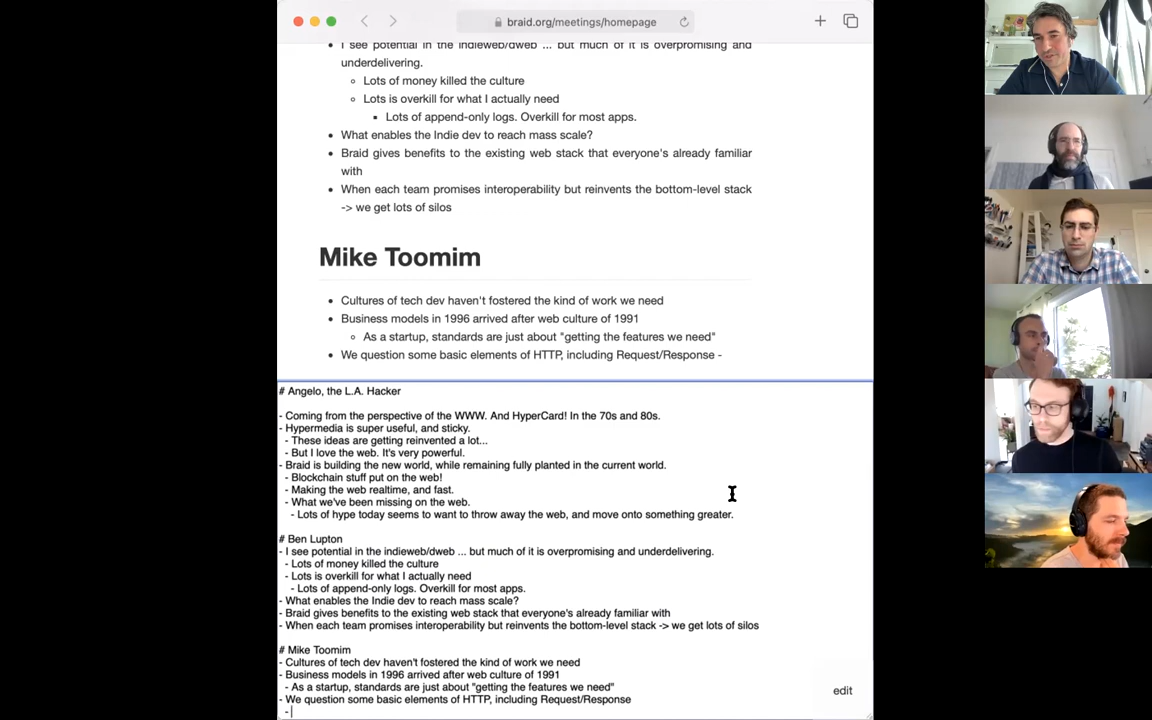 braid.org/meetings/homepage
I see potential in the indieweb/dweb ... but much of it is overpromising and
underdelivering.
Lots of money killed the culture
Lots is overkill for what I actually need
Lots of append-only logs. Overkill for most apps.
What enables the Indie dev to reach mass scale?
Braid gives benefits to the existing web stack that everyone's already familiar
with
When each team promises interoperability but reinvents the bottom-level stack
-> we get lots of silos
Mike Toomim
Cultures of tech dev haven't fostered the kind of work we need
Business models in 1996 arrived after web culture of 1991
As a startup, standards are just about "getting the features we need"
We question some basic elements of HTTP, including Request/Response -
# Angelo, the L.A. Hacker
- Coming from the perspective of the WWW. And HyperCard! In the 70s and 80s.
- Hypermedia is super useful, and sticky.
- These ideas are getting reinvented a lot...
- But I love the web. It's very powerful.
- Braid is building the new world, while remaining fully planted in the current world.
- Blockchain stuff put on the web!
- Making the web realtime, and fast.
- What we've been missing on the web.
- Lots of hype today seems to want to throw away the web, and move onto something greater.
# Ben Lupton
- I see potential in the indieweb/dweb ... but much of it is overpromising and underdelivering.
- Lots of money killed the culture
- Lots is overkill for what I actually need
- Lots of append-only logs. Overkill for most apps.
- What enables the Indie dev to reach mass scale?
- Braid gives benefits to the existing web stack that everyone's already familiar with
- When each team promises interoperability but reinvents the bottom-level stack -> we get lots of silos
# Mike Toomim
- Cultures of tech dev haven't fostered the kind of work we need
- Business models in 1996 arrived after web culture of 1991
- As a startup, standards are just about "getting the features we need"
- We question some basic elements of HTTP, including Request/Response
-
edit